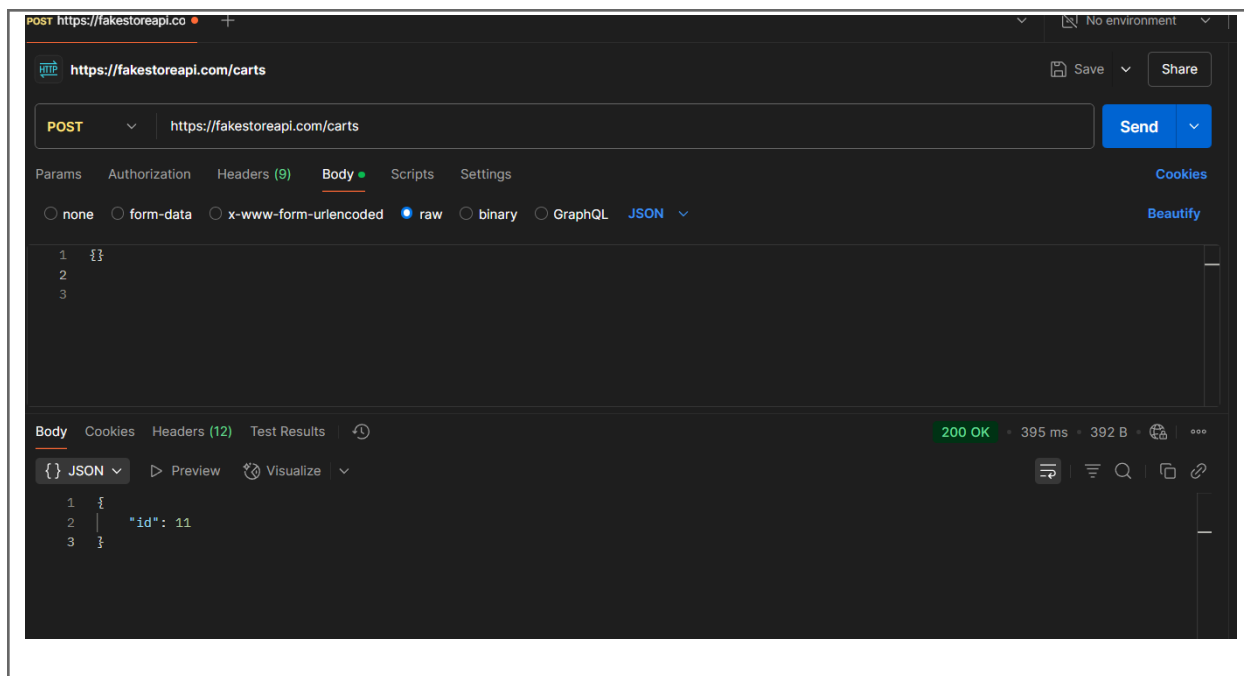 POST https://fakestoreapi.co No environment
HTTP https://fakestoreapi.com/carts Save Share
POST https://fakestoreapi.com/carts Send
Params Authorization Headers (9) Body Scripts Settings Cookies
none form-data x-www-form-urlencoded raw binary GraphQL JSON Beautify
1 {}
2
3
Body Cookies Headers (12) Test Results 200 OK 395 ms 392 B
{} JSON Preview Visualize
1 {
2 "id": 11
3 }